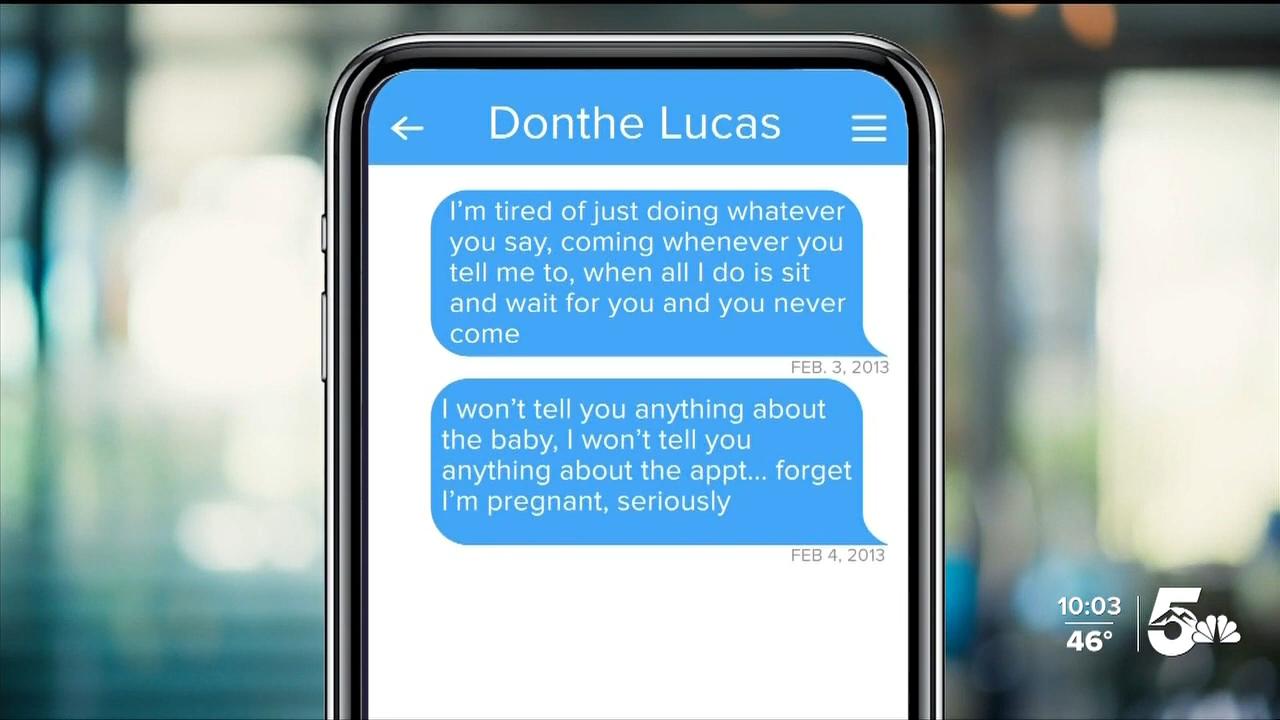 Donthe Lucas
I'm tired of just doing whatever
you say, coming whenever you
tell me to, when all I do is sit
and wait for you and you never
come
FEB. 3, 2013
I won't tell you anything about
the baby, I won't tell you
anything about the appt... forget
I'm pregnant, seriously
FEB 4, 2013
10:03
46°
5